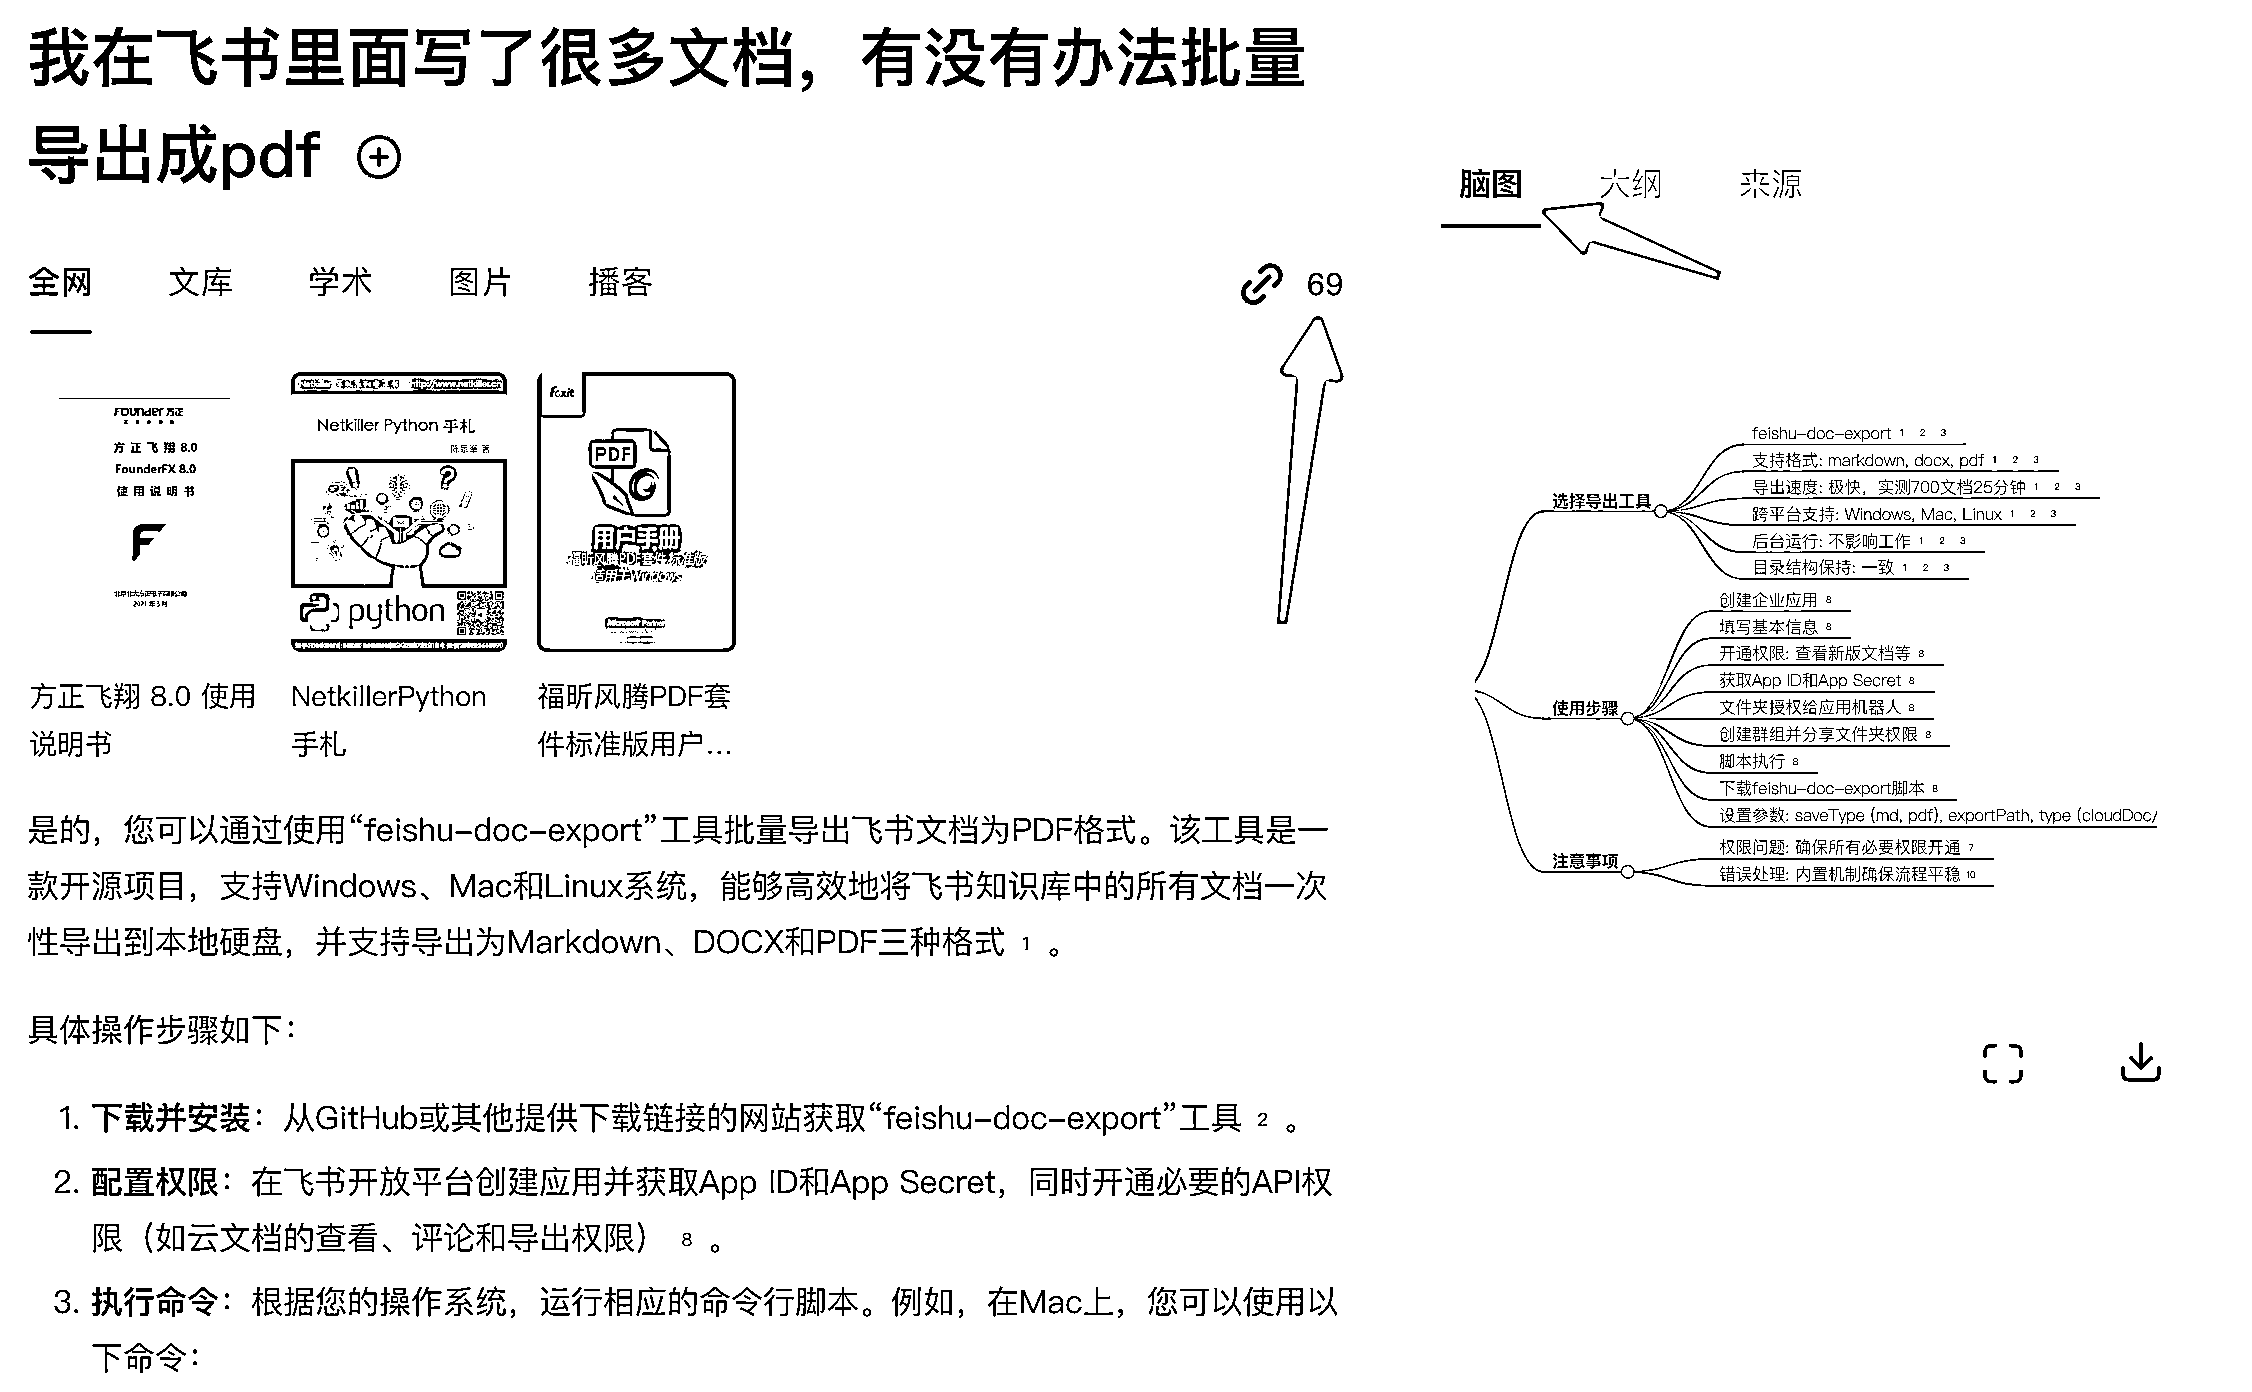 我在飞书里面写了很多文档，有没有办法批量
导出成pdf
全网 文库 学术 图片 播客
69
Founder 方正
方正飞翔 8.0
FounderFX 8.0
使用说明书
2021年3月
Netkiller Python 手札
python
Foxit
PDF
用户手册
福昕风腾PDF套件标准版
适用于Windows
方正飞翔 8.0 使用
说明书
NetkillerPython
手札
福昕风腾PDF套
件标准版用户...
是的，您可以通过使用“feishu-doc-export”工具批量导出飞书文档为PDF格式。该工具是一
款开源项目，支持Windows、Mac和Linux系统，能够高效地将飞书知识库中的所有文档一次
性导出到本地硬盘，并支持导出为Markdown、DOCX和PDF三种格式 1 。
具体操作步骤如下：
1. 下载并安装：从GitHub或其他提供下载链接的网站获取“feishu-doc-export”工具 2 。
2. 配置权限：在飞书开放平台创建应用并获取App ID和App Secret，同时开通必要的API权
限（如云文档的查看、评论和导出权限） 8 。
3. 执行命令：根据您的操作系统，运行相应的命令行脚本。例如，在Mac上，您可以使用以
下命令：
脑图 大纲 来源
选择导出工具
feishu-doc-export 1 2 3
支持格式: markdown, docx, pdf 1 2 3
导出速度: 极快，实测700文档25分钟 1 2 3
跨平台支持: Windows, Mac, Linux 1 2 3
后台运行: 不影响工作 1 2 3
目录结构保持: 一致 1 2 3
使用步骤
创建企业应用 8
填写基本信息 8
开通权限: 查看新版文档等 8
获取App ID和App Secret 8
文件夹授权给应用机器人 8
创建群组并分享文件夹权限 8
脚本执行 8
下载feishu-doc-export脚本 8
设置参数: saveType (md, pdf), exportPath, type (cloudDoc/
注意事项
权限问题: 确保所有必要权限开通 7
错误处理: 内置机制确保流程平稳 10